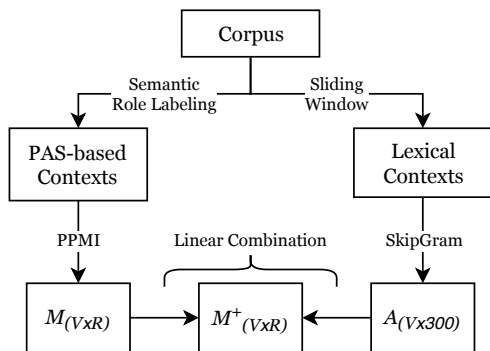 Corpus
Semantic
Role Labeling
Sliding
Window
PAS-based
Contexts
Lexical
Contexts
PPMI
Linear Combination
SkipGram
M(VxR)
M+(VxR)
A(Vx300)